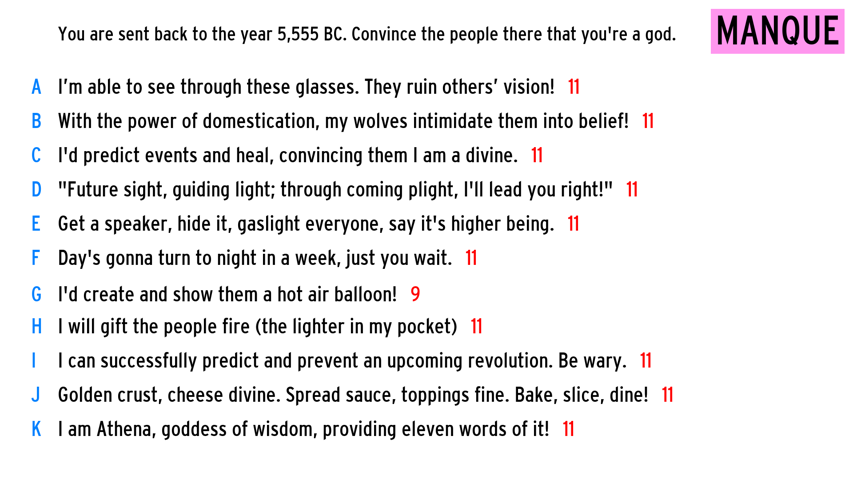 You are sent back to the year 5,555 BC. Convince the people there that you're a god.
MANQUE
A I’m able to see through these glasses. They ruin others’ vision! 11
B With the power of domestication, my wolves intimidate them into belief! 11
C I'd predict events and heal, convincing them I am a divine. 11
D "Future sight, guiding light; through coming plight, I'll lead you right!" 11
E Get a speaker, hide it, gaslight everyone, say it's higher being. 11
F Day's gonna turn to night in a week, just you wait. 11
G I'd create and show them a hot air balloon! 9
H I will gift the people fire (the lighter in my pocket) 11
I I can successfully predict and prevent an upcoming revolution. Be wary. 11
J Golden crust, cheese divine. Spread sauce, toppings fine. Bake, slice, dine! 11
K I am Athena, goddess of wisdom, providing eleven words of it! 11